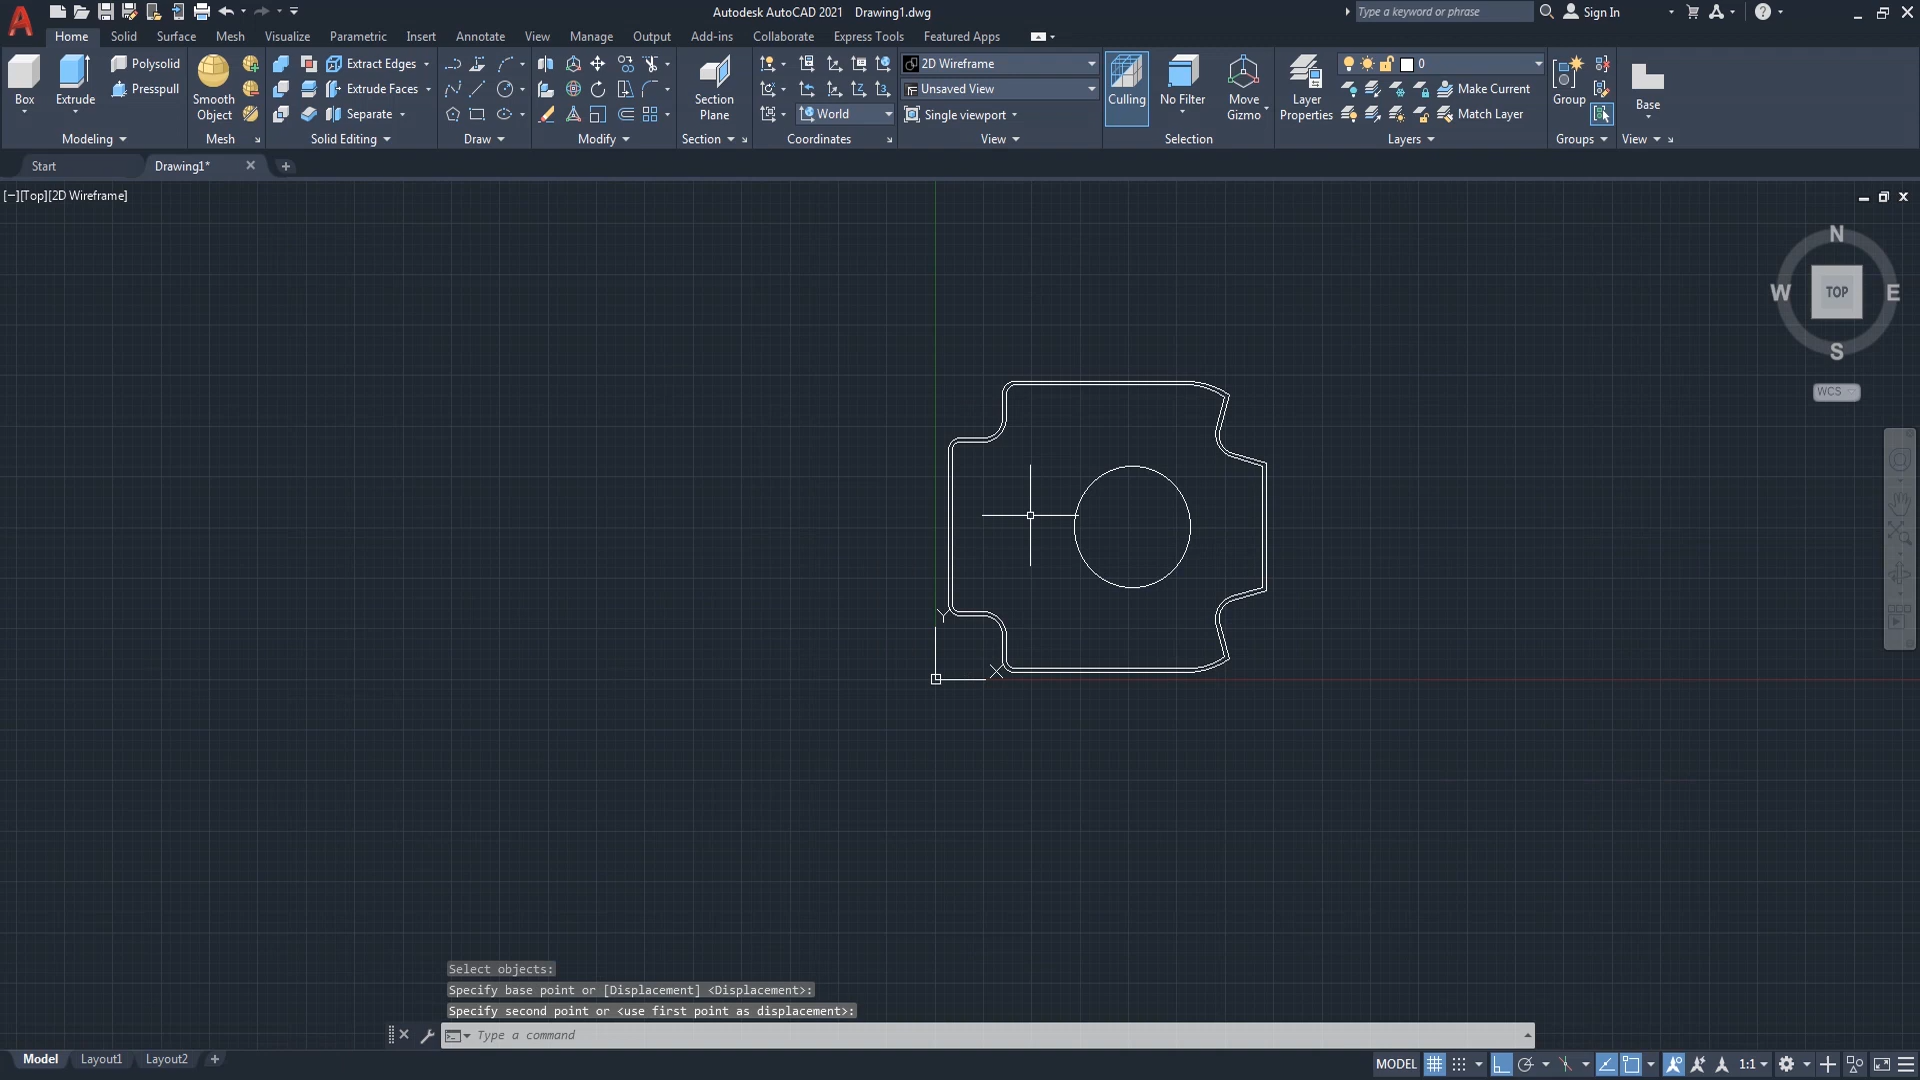 Autodesk AutoCAD 2021 Drawing1.dwg
Type a keyword or phrase
Sign In
Home Solid Surface Mesh Visualize Parametric Insert Annotate View Manage Output Add-ins Collaborate Express Tools Featured Apps
Box
Extrude
Polysolid
Presspull
Modeling
Smooth Object
Mesh
Extract Edges
Extrude Faces
Separate
Solid Editing
Draw
Modify
Section Plane
Section
World
Coordinates
2D Wireframe
Unsaved View
Single viewport
View
Culling
No Filter
Move Gizmo
Selection
Layer Properties
0
Make Current
Match Layer
Layers
Group
Groups
Base
View
Start
Drawing1*
[−][Top][2D Wireframe]
N
W
TOP
E
S
WCS
Y
X
Select objects:
Specify base point or [Displacement] <Displacement>:
Specify second point or <use first point as displacement>:
Type a command
Model Layout1 Layout2
MODEL
1:1